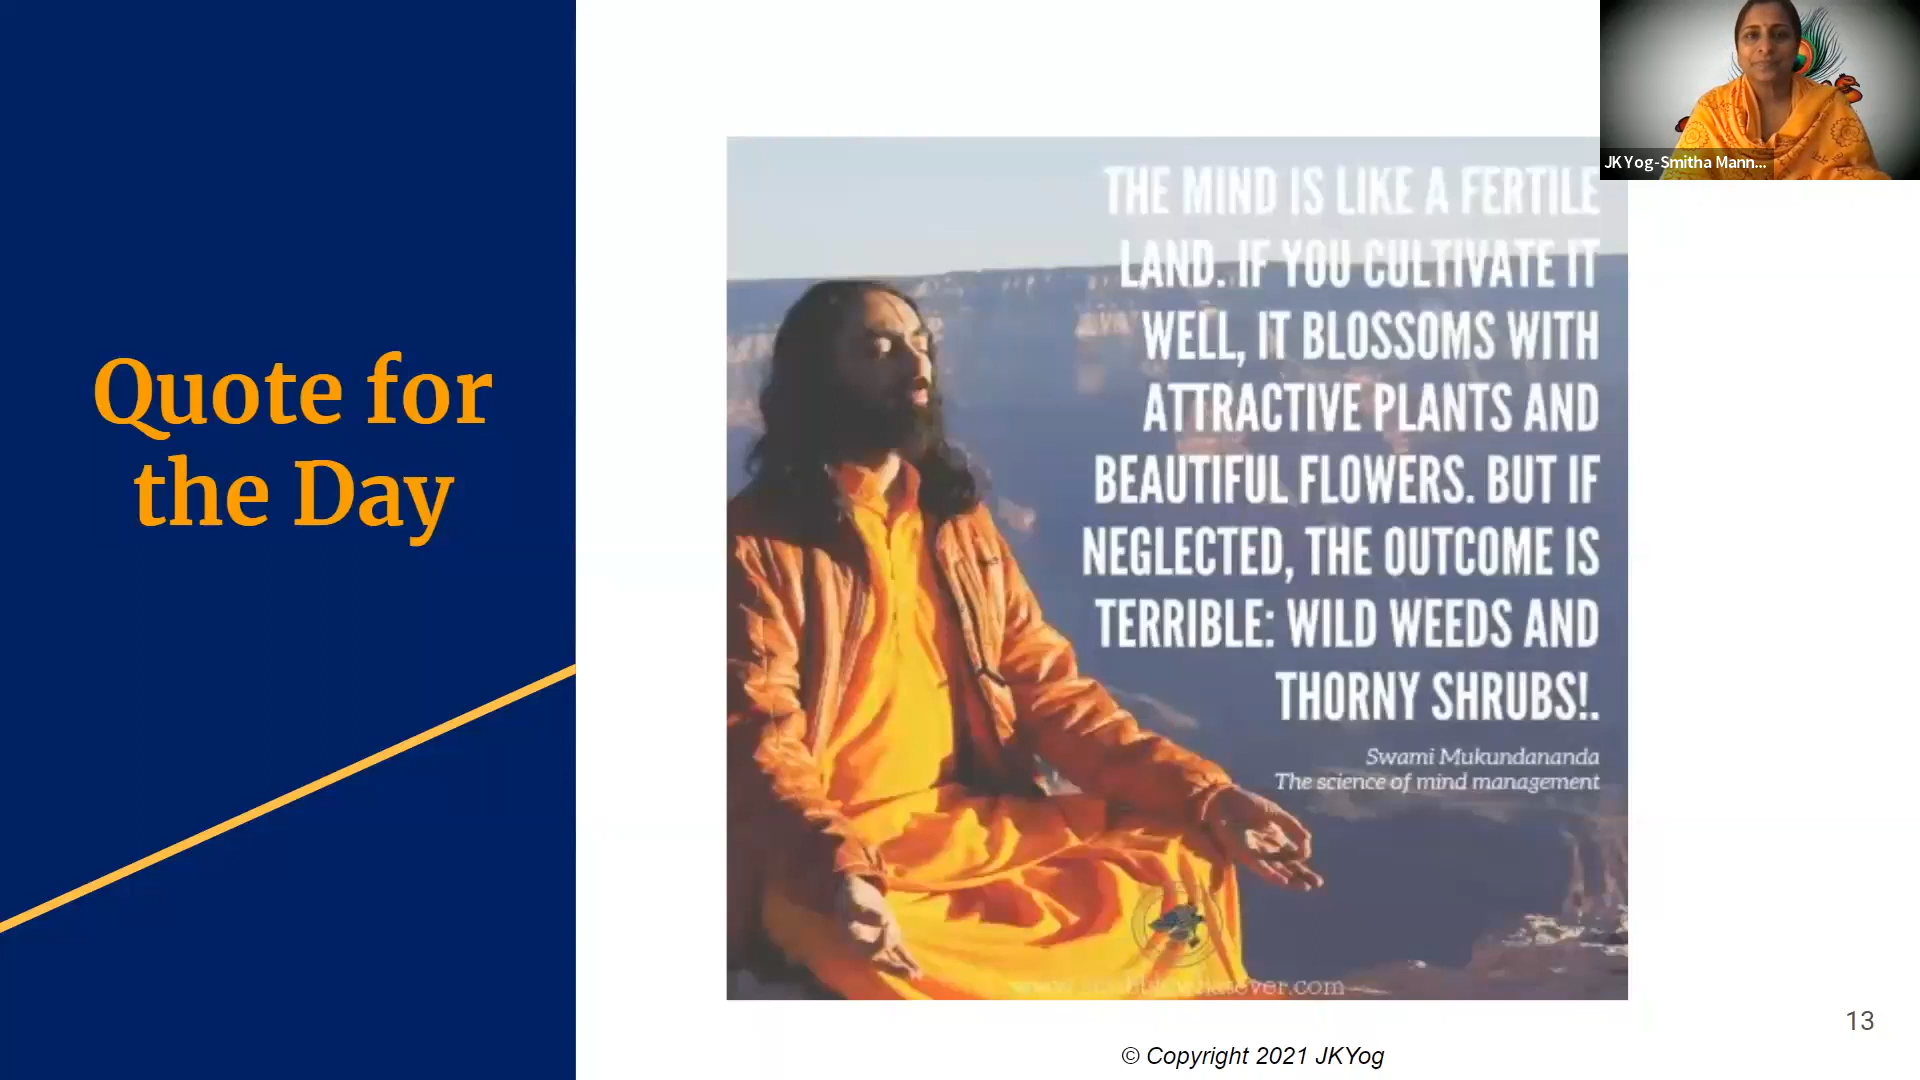 Quote for
the Day
THE MIND IS LIKE A FERTILE
LAND. IF YOU CULTIVATE IT
WELL, IT BLOSSOMS WITH
ATTRACTIVE PLANTS AND
BEAUTIFUL FLOWERS. BUT IF
NEGLECTED, THE OUTCOME IS
TERRIBLE: WILD WEEDS AND
THORNY SHRUBS!.
Swami Mukundananda
The science of mind management
JKYog-Smitha Mann...
13
© Copyright 2021 JKYog